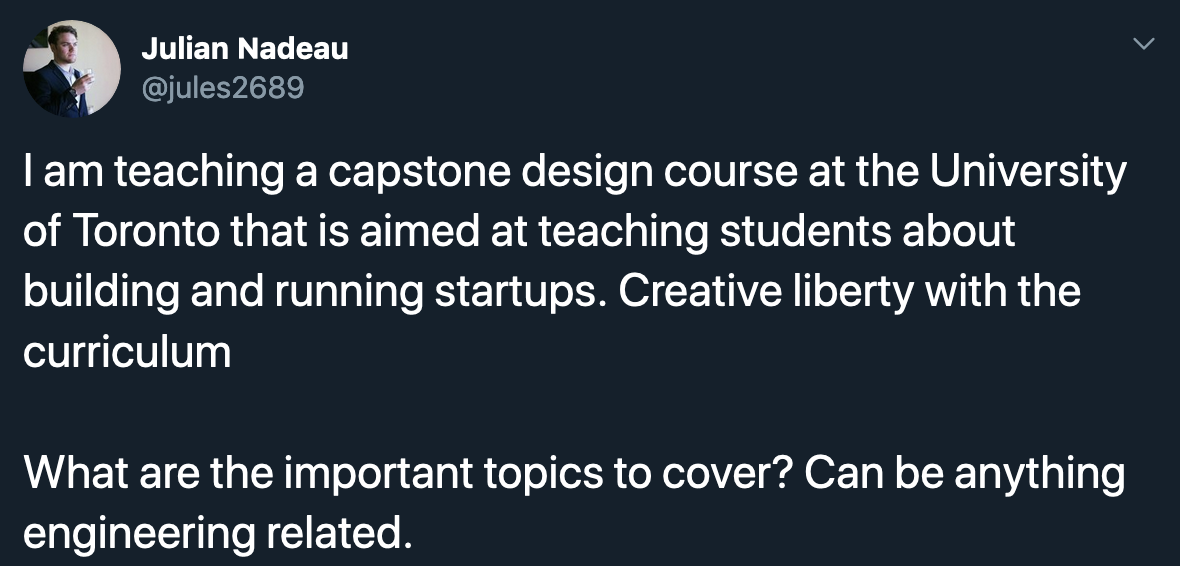 Julian Nadeau
@jules2689
I am teaching a capstone design course at the University
of Toronto that is aimed at teaching students about
building and running startups. Creative liberty with the
curriculum
What are the important topics to cover? Can be anything
engineering related.